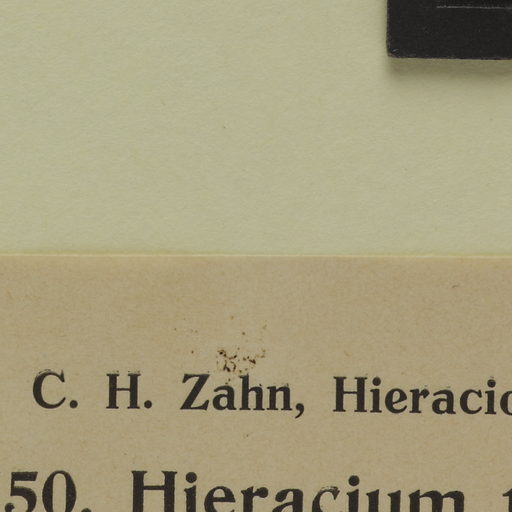 C. H. Zahn, Hieracio
50. Hieracium